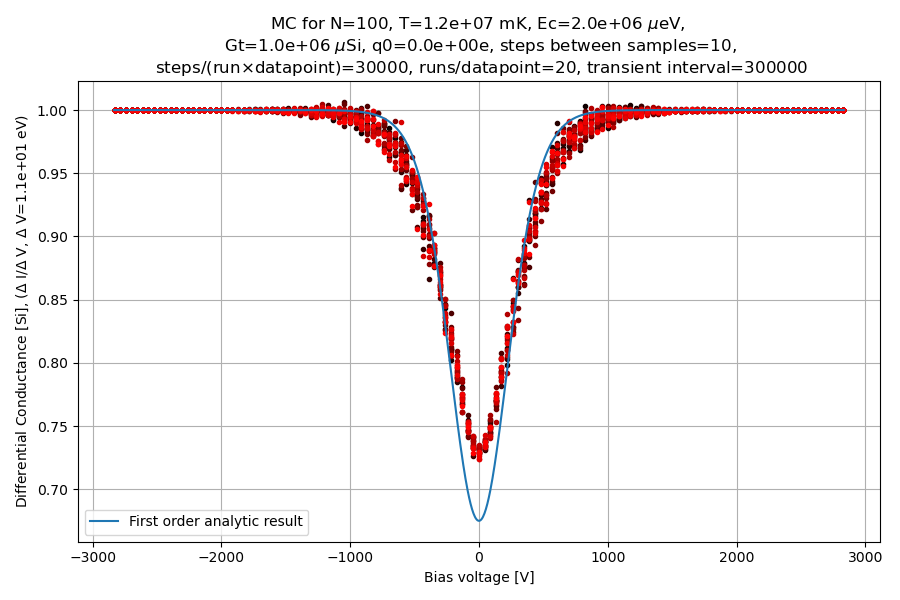 MC for N=100, T=1.2e+07 mK, Ec=2.0e+06 μeV,
Gt=1.0e+06 μSi, q0=0.0e+00e, steps between samples=10,
steps/(run×datapoint)=30000, runs/datapoint=20, transient interval=300000
Differential Conductance [Si], (Δ I/Δ V, Δ V=1.1e+01 eV)
1.00
0.95
0.90
0.85
0.80
0.75
0.70
First order analytic result
−3000 −2000 −1000 0 1000 2000 3000
Bias voltage [V]